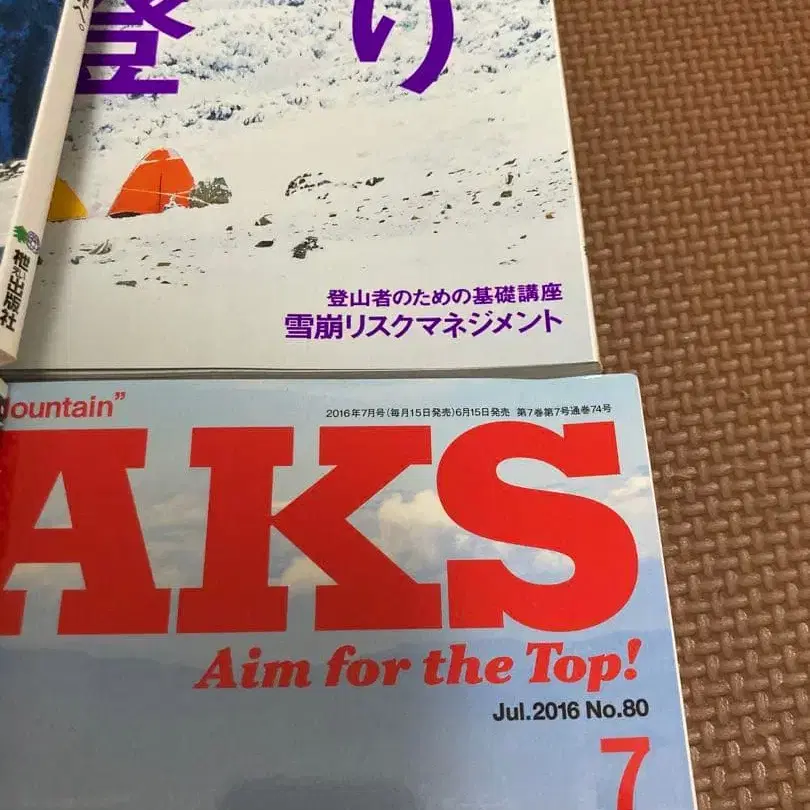 登り
枻出版社
登山者のための基礎講座
雪崩リスクマネジメント
ountain”
2016年7月号(毎月15日発売)6月15日発売 第7巻第7号通巻74号
AKS
Aim for the Top!
Jul.2016 No.80
7